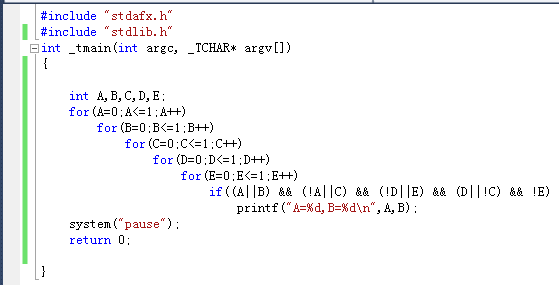 #include "stdafx.h"
#include "stdlib.h"
int _tmain(int argc, _TCHAR* argv[])
{
int A,B,C,D,E;
for(A=0;A<=1;A++)
for(B=0;B<=1;B++)
for(C=0;C<=1;C++)
for(D=0;D<=1;D++)
for(E=0;E<=1;E++)
if((A||B) && (!A||C) && (!D||E) && (D||!C) && !E)
printf("A=%d,B=%d\n",A,B);
system("pause");
return 0;
}